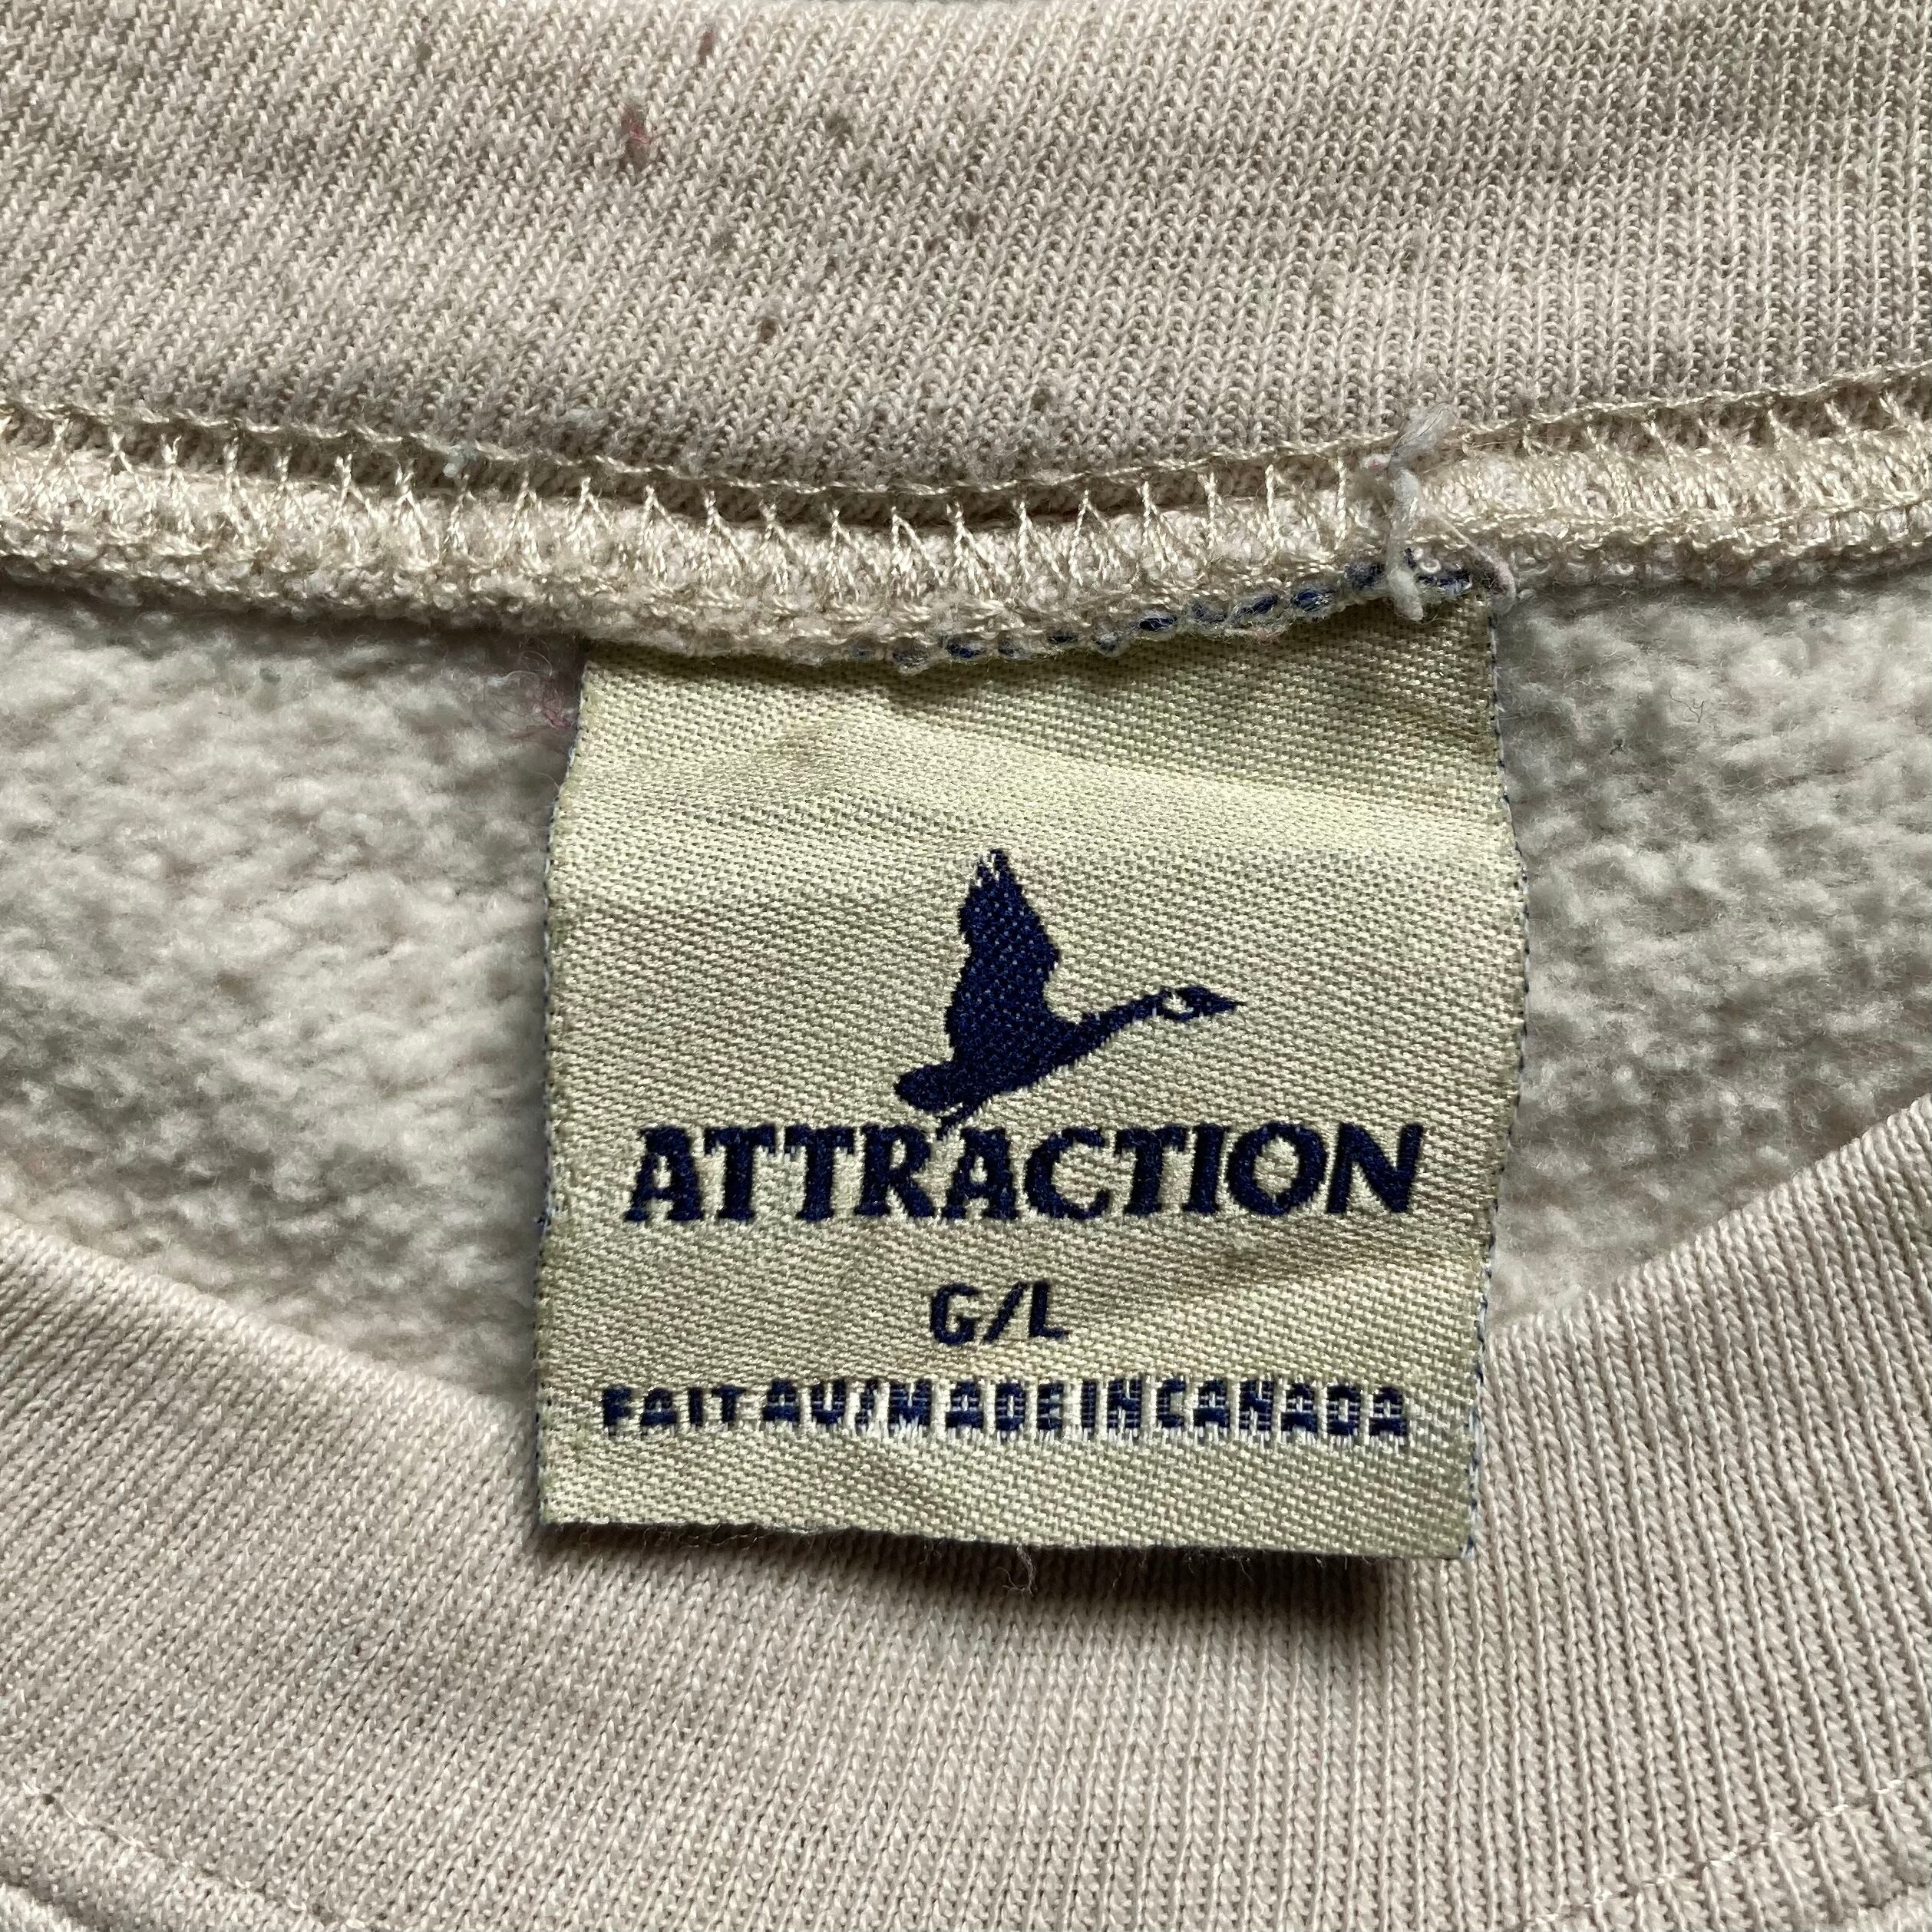 ATTRACTION
G/L
FAIT AU/MADE IN CANADA